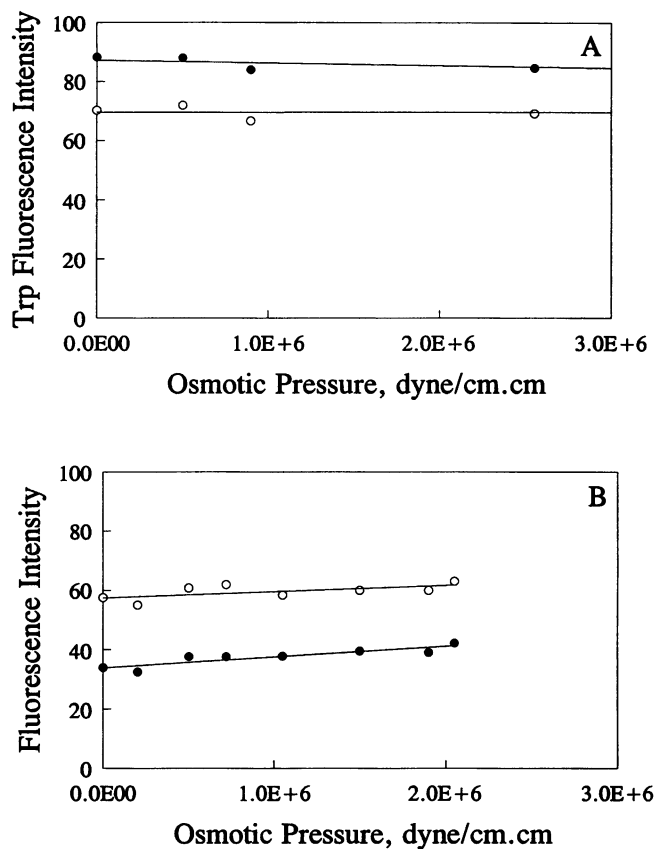 A
100
80
60
40
20
0
Trp Fluorescence Intensity
0.0E00 1.0E+6 2.0E+6 3.0E+6
Osmotic Pressure, dyne/cm.cm
B
100
80
60
40
20
0
Fluorescence Intensity
0.0E00 1.0E+6 2.0E+6 3.0E+6
Osmotic Pressure, dyne/cm.cm